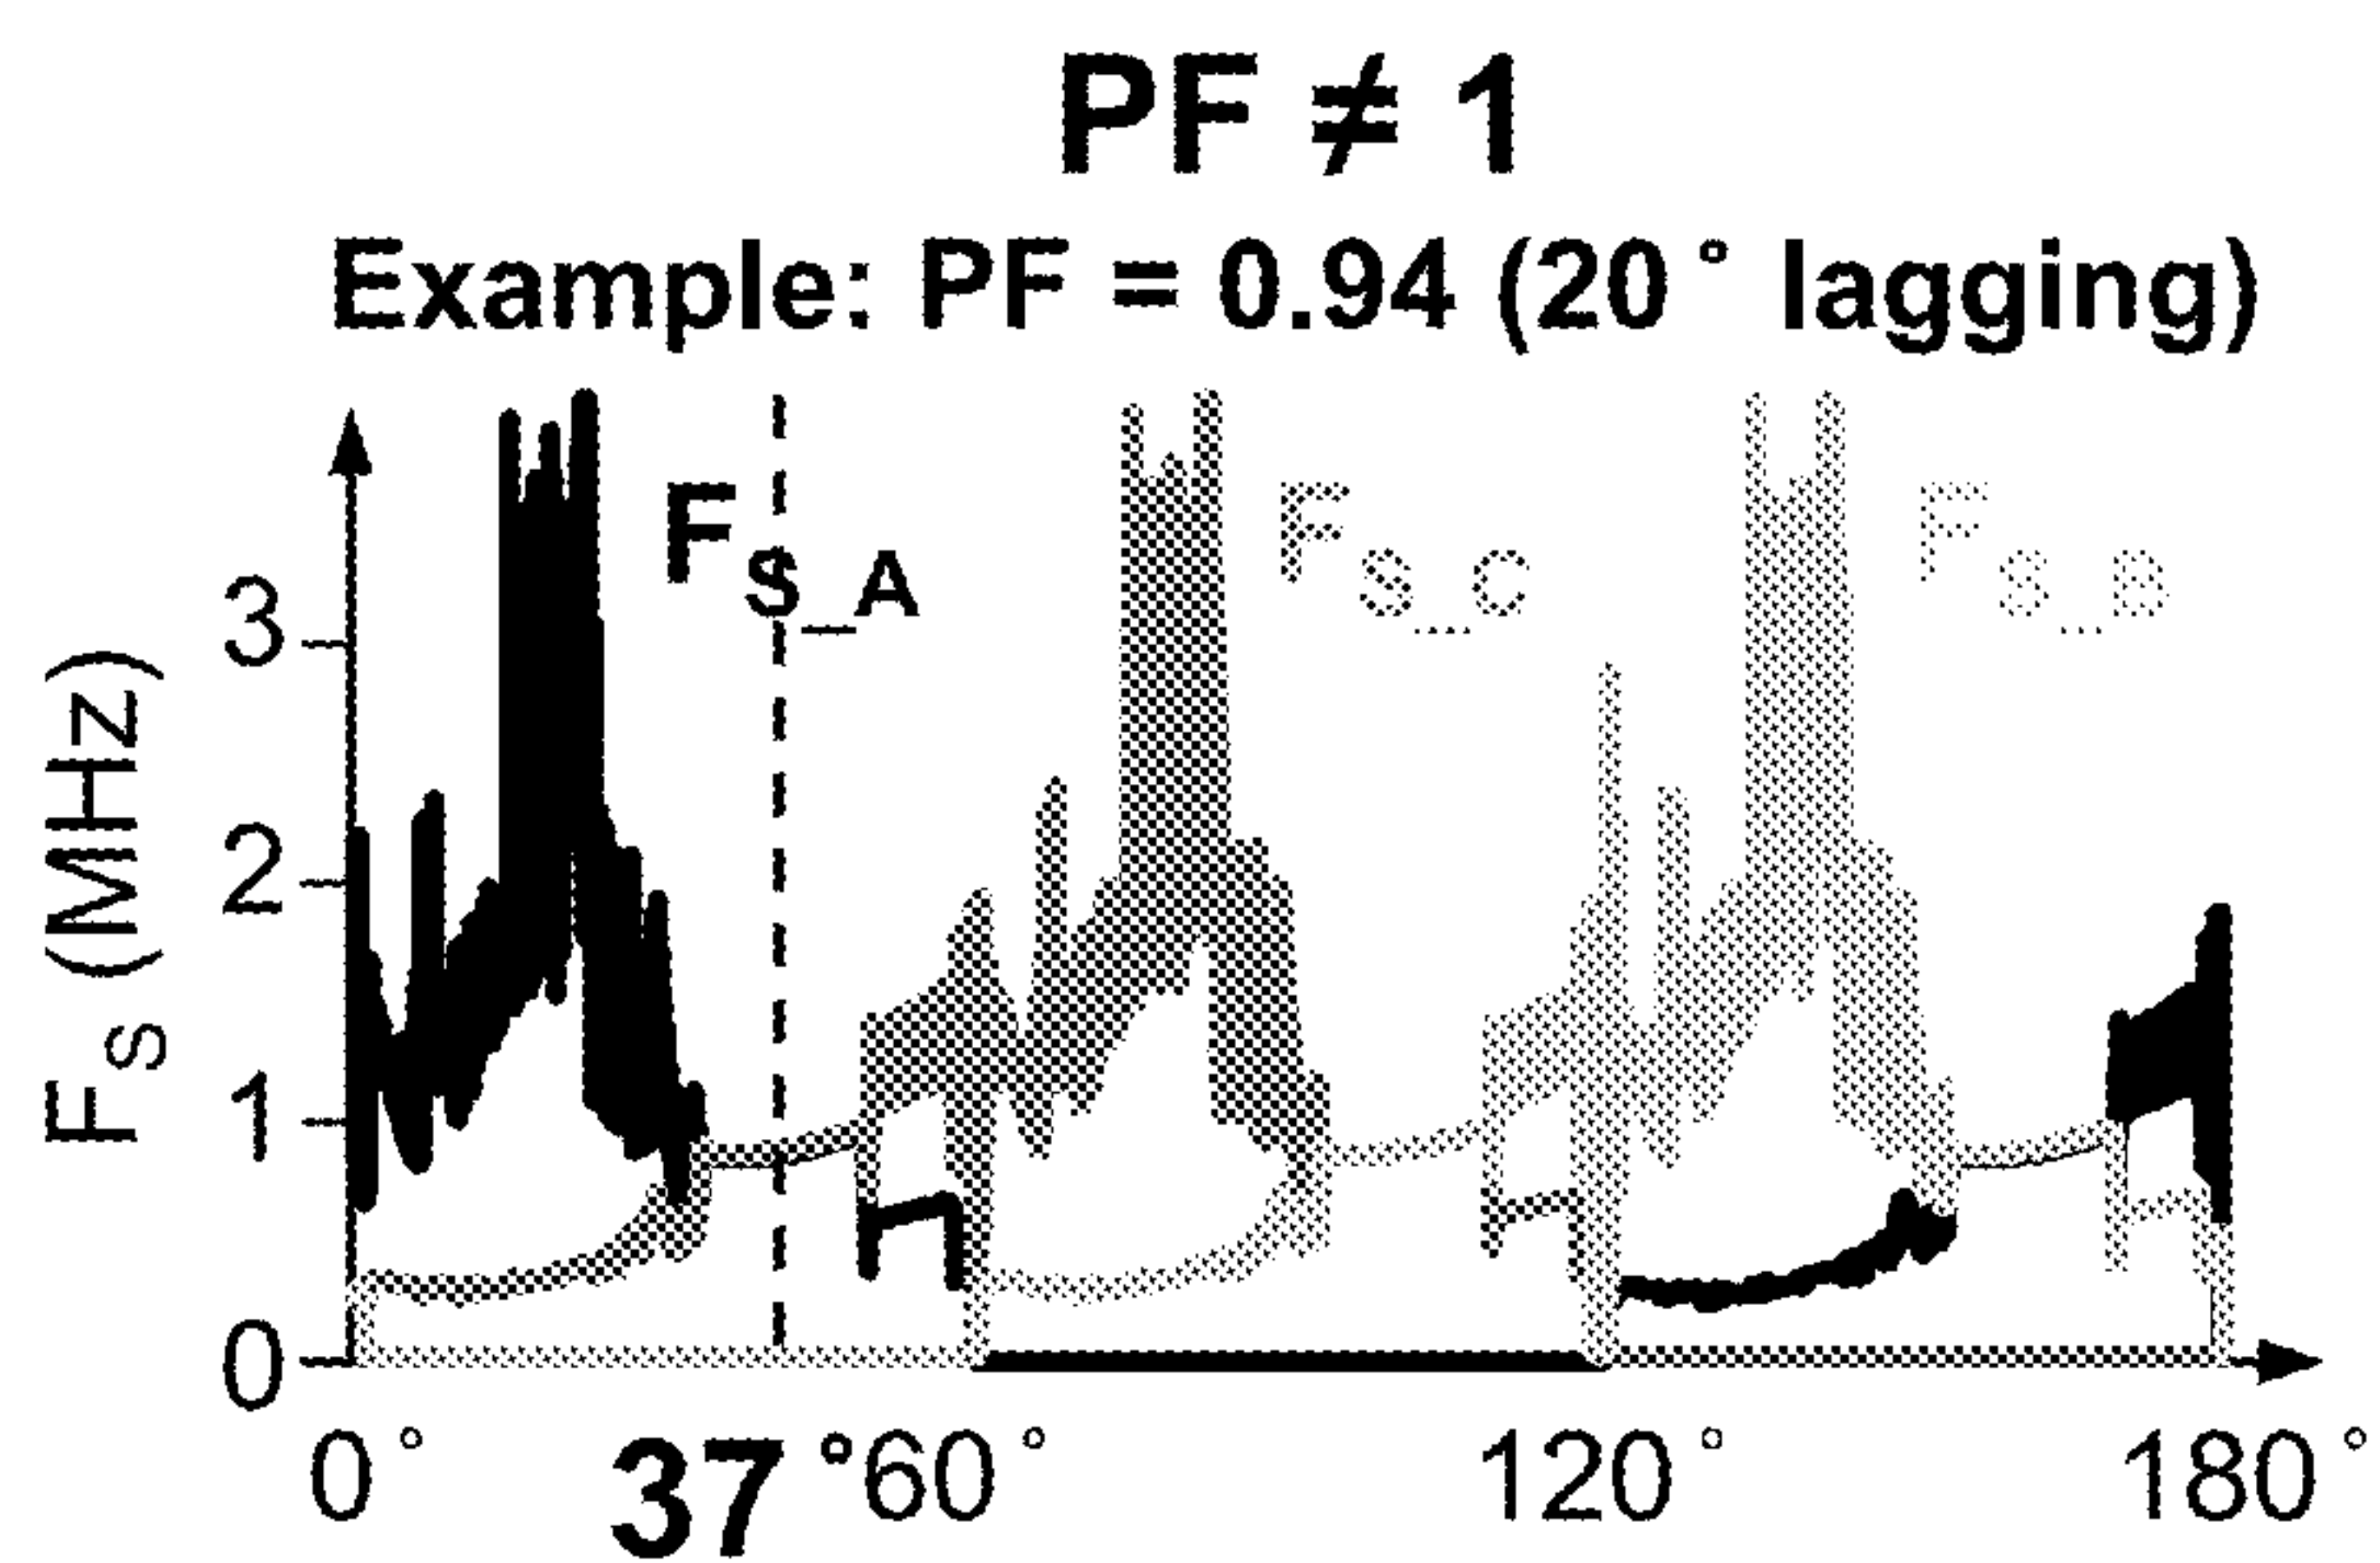 PF ≠ 1
Example: PF = 0.94 (20° lagging)
F_S_A
F_S_C
F_S_B
F_S (MHz)
3
2
1
0
0° 37° 60° 120° 180°